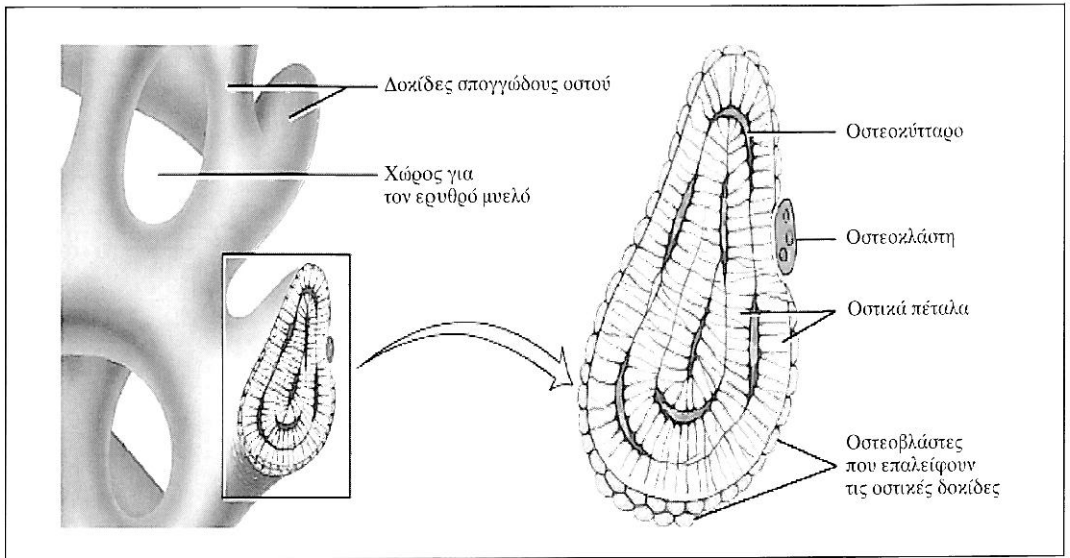 Δοκίδες σπογγώδους οστού
Χώρος για
τον ερυθρό μυελό
Οστεοκύτταρο
Οστεοκλάστη
Οστικά πέταλα
Οστεοβλάστες
που επαλείφουν
τις οστικές δοκίδες